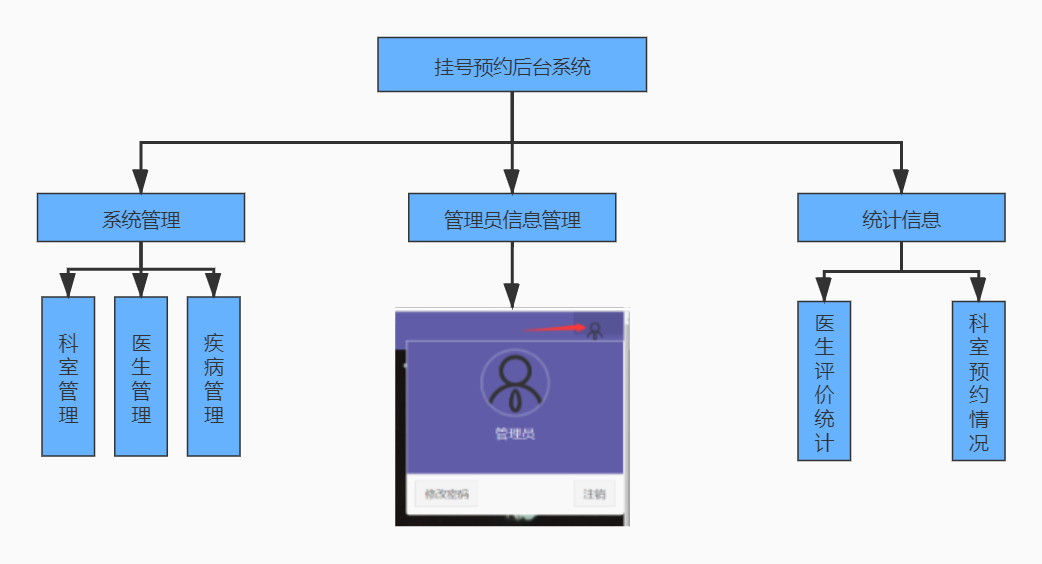 挂号预约后台系统
系统管理
管理员信息管理
统计信息
科室管理
医生管理
疾病管理
管理员
修改密码
注销
医生评价统计
科室预约情况